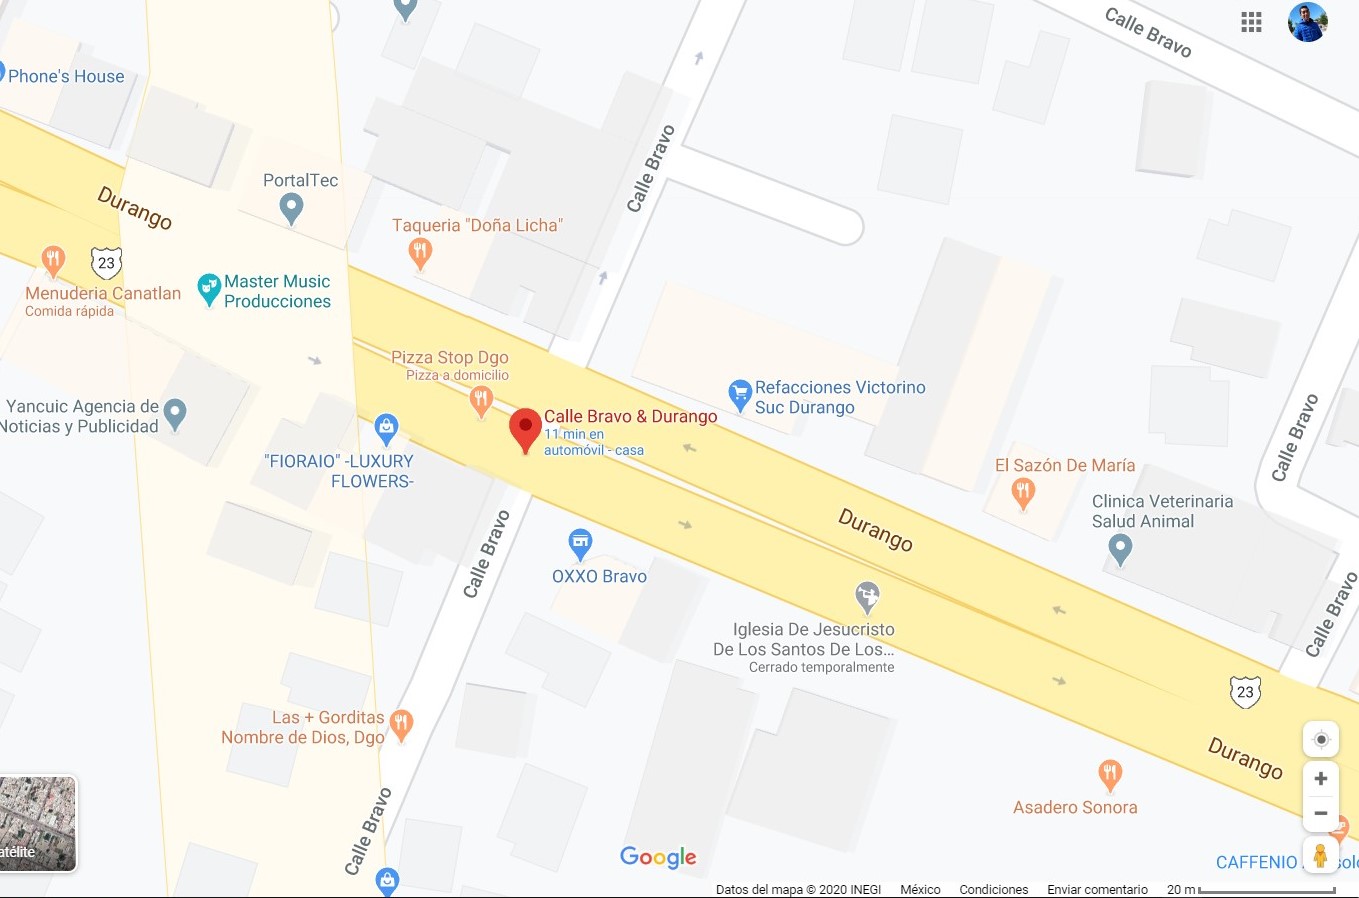 Calle Bravo
Phone's House
Calle Bravo
PortalTec
Durango
Taqueria "Doña Licha"
23
Menuderia Canatlan
Comida rápida
Master Music
Producciones
Pizza Stop Dgo
Pizza a domicilio
Refacciones Victorino
Suc Durango
Yancuic Agencia de
Noticias y Publicidad
Calle Bravo & Durango
11 min en
automóvil - casa
Calle Bravo
"FIORAIO" -LUXURY
FLOWERS-
El Sazón De María
Clinica Veterinaria
Salud Animal
Durango
Calle Bravo
OXXO Bravo
Calle Bravo
Iglesia De Jesucristo
De Los Santos De Los...
Cerrado temporalmente
23
Las + Gorditas
Nombre de Dios, Dgo
Durango
Asadero Sonora
Calle Bravo
atélite
Google
CAFFENIO
Datos del mapa © 2020 INEGI México Condiciones Enviar comentario 20 m